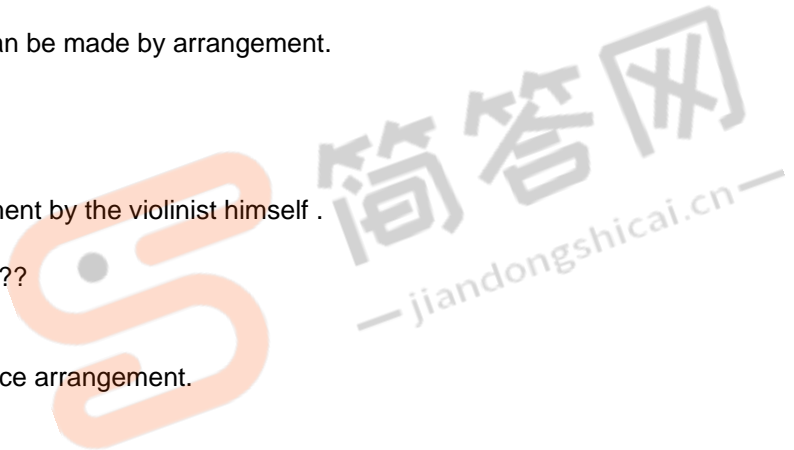 an be made by arrangement.
简答网
nent by the violinist himself .
— jiandongshicai.cn —
??
ce arrangement.